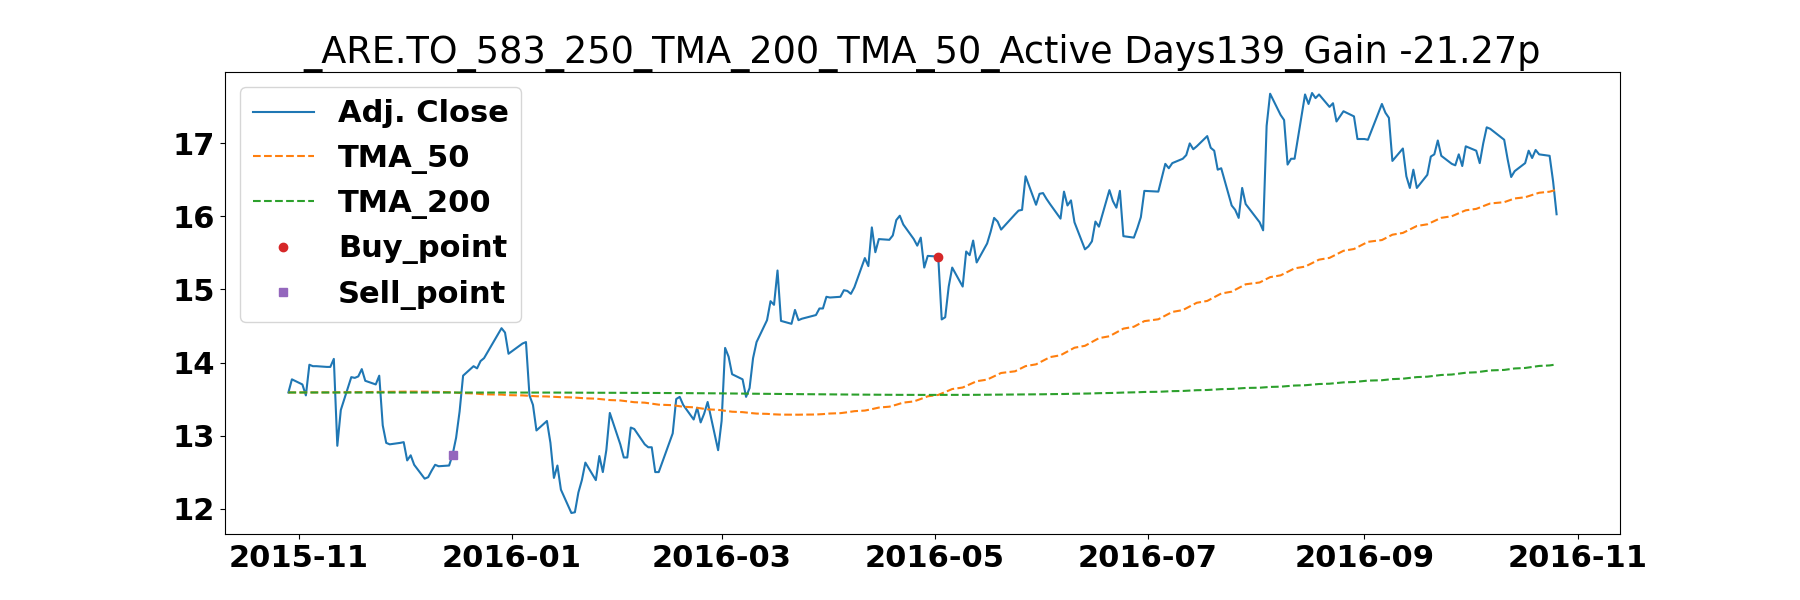 _ARE.TO_583_250_TMA_200_TMA_50_Active Days139_Gain -21.27p
Adj. Close
TMA_50
TMA_200
Buy_point
Sell_point
17
16
15
14
13
12
2015-11 2016-01 2016-03 2016-05 2016-07 2016-09 2016-11